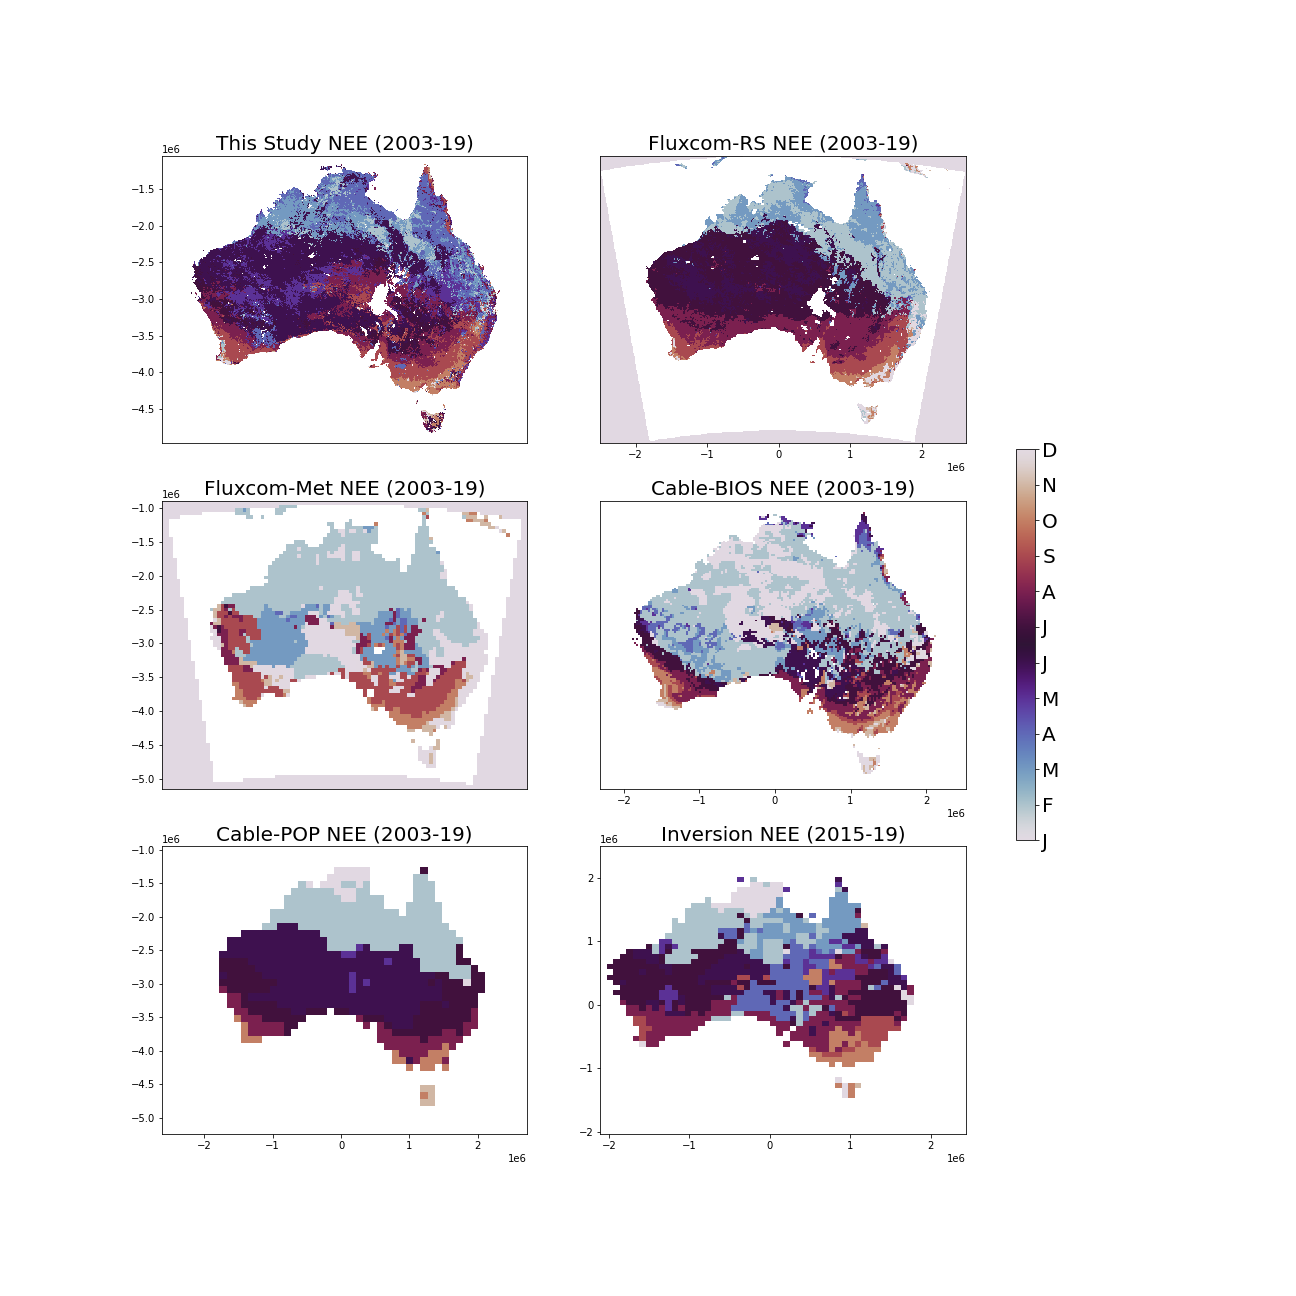 This Study NEE (2003-19)
Fluxcom-RS NEE (2003-19)
1e6
−1.5
−2.0
−2.5
−3.0
−3.5
−4.0
−4.5
−2 −1 0 1 2
1e6
Fluxcom-Met NEE (2003-19)
Cable-BIOS NEE (2003-19)
1e6
−1.0
−1.5
−2.0
−2.5
−3.0
−3.5
−4.0
−4.5
−5.0
−2 −1 0 1 2
1e6
Cable-POP NEE (2003-19)
Inversion NEE (2015-19)
1e6
−1.0
−1.5
−2.0
−2.5
−3.0
−3.5
−4.0
−4.5
−5.0
−2 −1 0 1 2
1e6
1e6
2
1
0
−1
−2
−2 −1 0 1 2
1e6
D
N
O
S
A
J
J
M
A
M
F
J